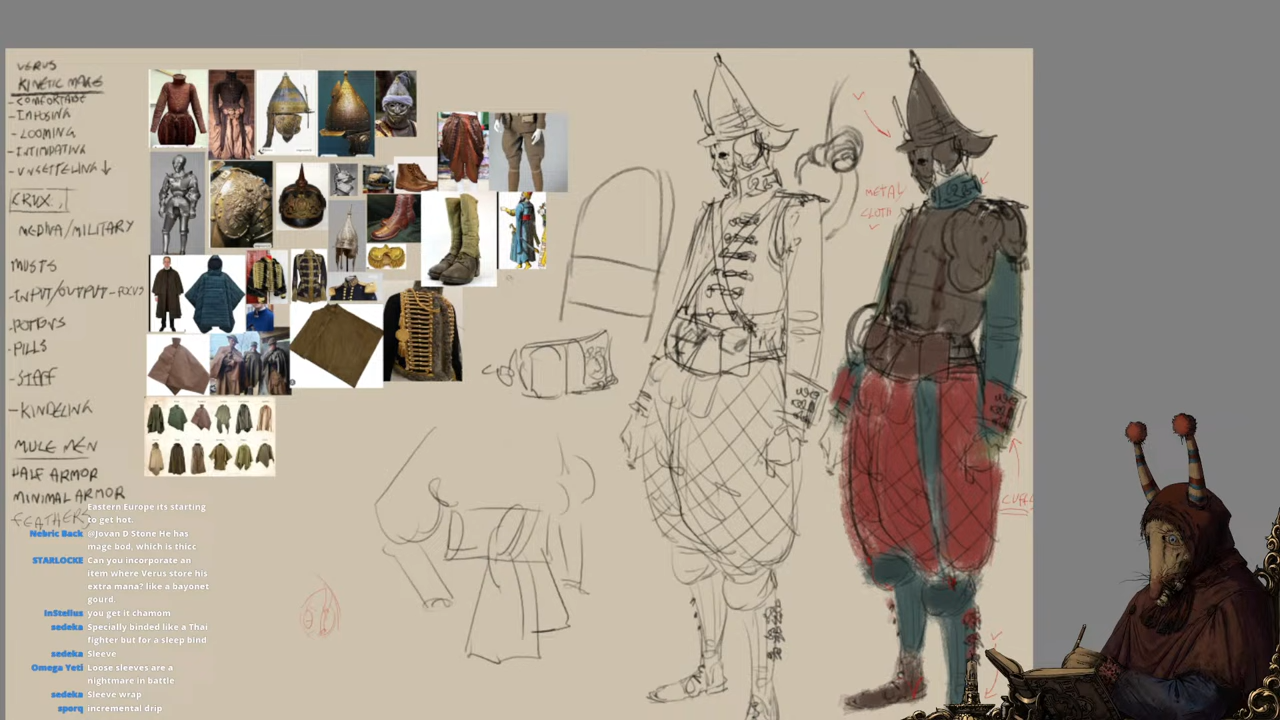 VERUS
KINETIC MAGE
- COMFORTABLE
- IMPOSING
- LOOMING
- INTIMIDATING
- UNSETTELING ↓
CRUX:
MEDIVA/MILITARY
MUSTS
- INPUT/OUTPUT - FOCUS
- POTIONS
- PILLS
- STAFF
- KINDELING
MULE MEN
HALF ARMOR
MINIMAL ARMOR
FEATHERS
Eastern Europe its starting
to get hot.
Nebric Back @Jovan D Stone He has
mage bod, which is thicc
STARLOCKE Can you incorporate an
item where Verus store his
extra mana? like a bayonet
gourd.
InStellus you get it chamom
sedeka Specially binded like a Thai
fighter but for a sleep bind
sedeka Sleeve
Omega Yeti Loose sleeves are a
nightmare in battle
sedeka Sleeve wrap
sporq incremental drip
METAL
CLOTH